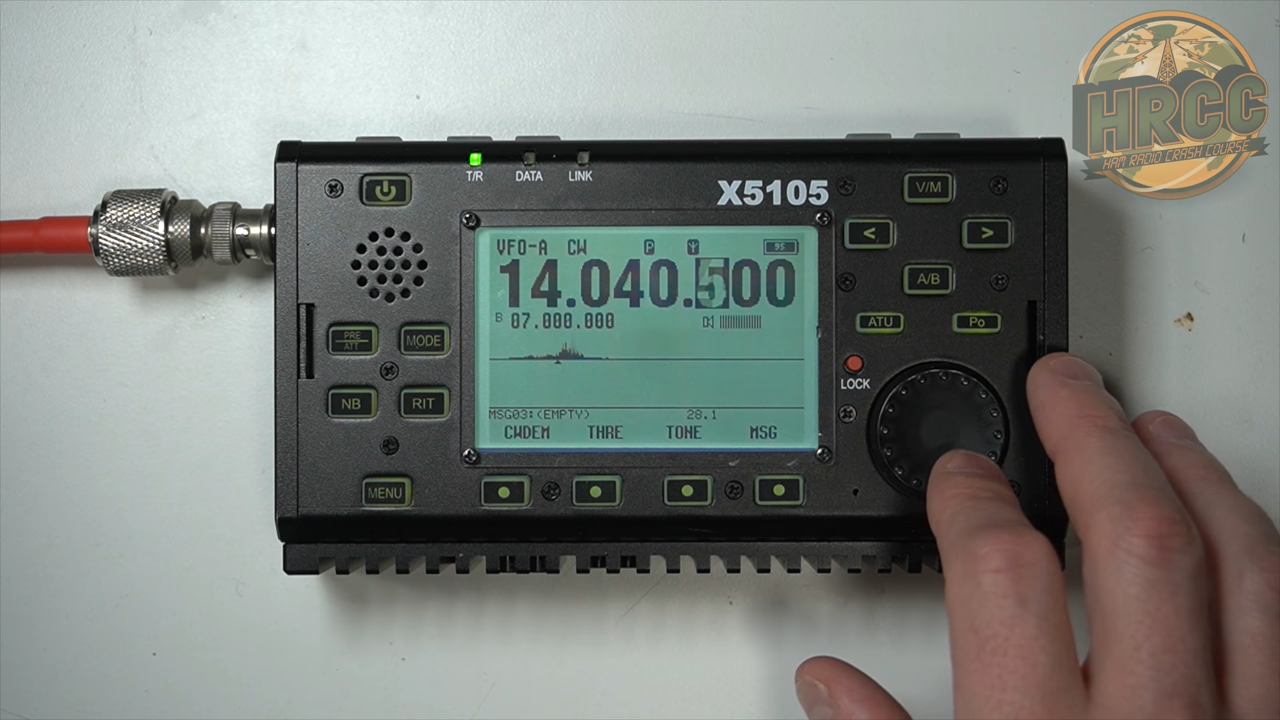 HRCC
HAM RADIO CRASH COURSE
T/R DATA LINK
X5105
V/M
< >
A/B
ATU Po
LOCK
PRE
ATT
MODE
NB RIT
MENU
VFO-A CW P 95
14.040.500
B 07.000.000
MSG03:(EMPTY) 28.1
CWDEM THRE TONE MSG